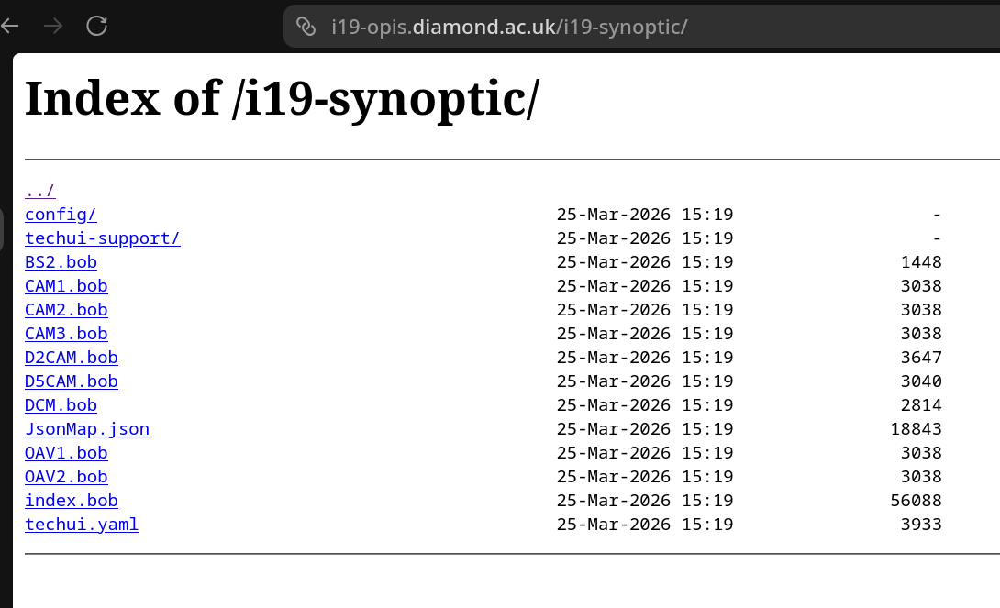 i19-opis.diamond.ac.uk/i19-synoptic/
Index of /i19-synoptic/
../
config/ 25-Mar-2026 15:19 -
techui-support/ 25-Mar-2026 15:19 -
BS2.bob 25-Mar-2026 15:19 1448
CAM1.bob 25-Mar-2026 15:19 3038
CAM2.bob 25-Mar-2026 15:19 3038
CAM3.bob 25-Mar-2026 15:19 3038
D2CAM.bob 25-Mar-2026 15:19 3647
D5CAM.bob 25-Mar-2026 15:19 3040
DCM.bob 25-Mar-2026 15:19 2814
JsonMap.json 25-Mar-2026 15:19 18843
OAV1.bob 25-Mar-2026 15:19 3038
OAV2.bob 25-Mar-2026 15:19 3038
index.bob 25-Mar-2026 15:19 56088
techui.yaml 25-Mar-2026 15:19 3933